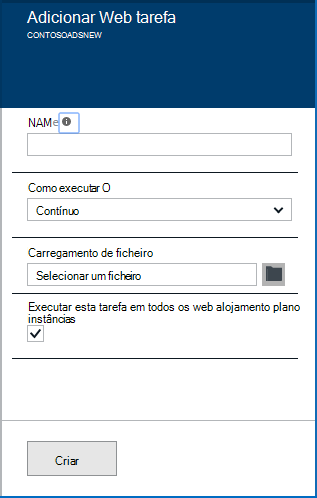 Adicionar Web tarefa
CONTOSOADSNEW
NAMe
Como executar O
Contínuo
Carregamento de ficheiro
Selecionar um ficheiro
Executar esta tarefa em todos os web alojamento plano
instâncias
Criar